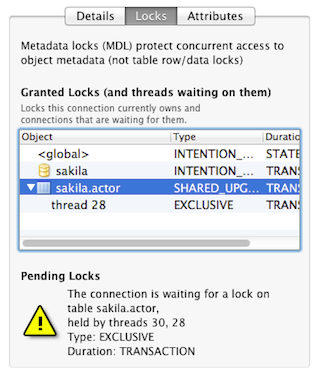 Details Locks Attributes
Metadata locks (MDL) protect concurrent access to
object metadata (not table row/data locks)
Granted Locks (and threads waiting on them)
Locks this connection currently owns and
connections that are waiting for them.
Object Type Duratio
<global> INTENTION_... STATE
sakila INTENTION_... TRANS
sakila.actor SHARED_UPG... TRANS
thread 28 EXCLUSIVE TRANS
Pending Locks
The connection is waiting for a lock on
table sakila.actor,
held by threads 30, 28
Type: EXCLUSIVE
Duration: TRANSACTION